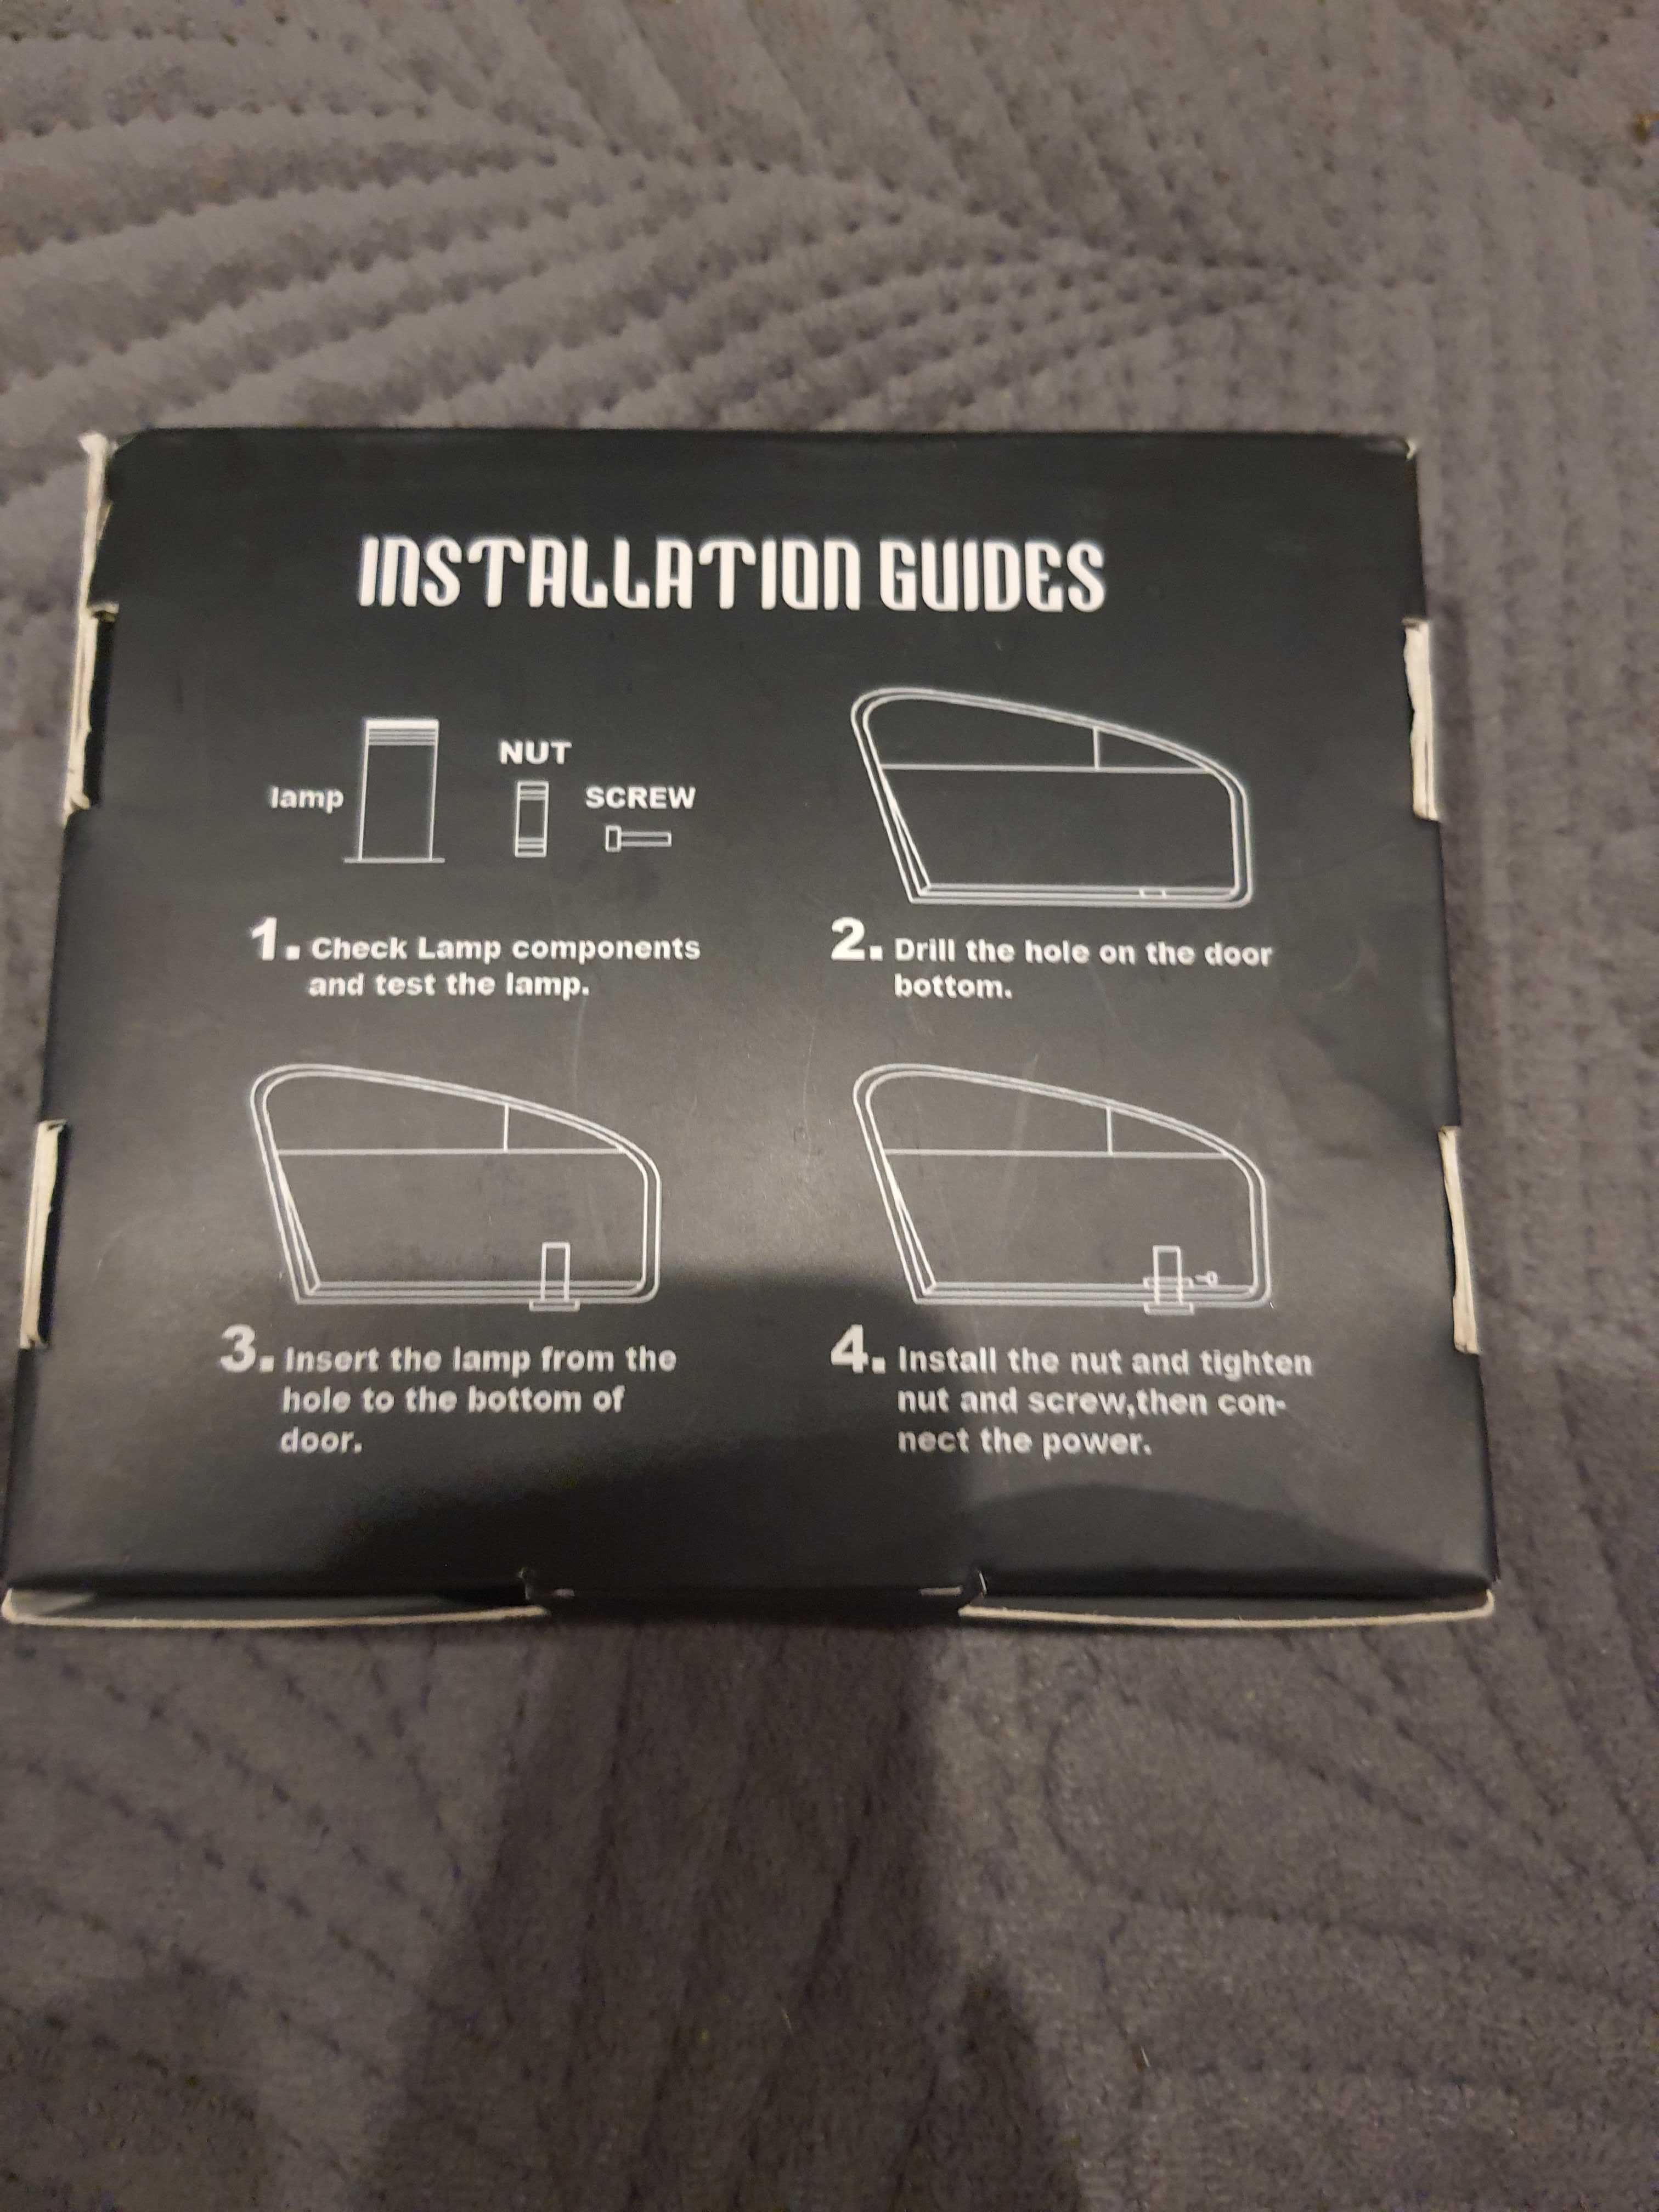 INSTALLATION GUIDES
NUT
lamp
SCREW
1. Check Lamp components
and test the lamp.
2. Drill the hole on the door
bottom.
3. Insert the lamp from the
hole to the bottom of
door.
4. Install the nut and tighten
nut and screw,then con-
nect the power.